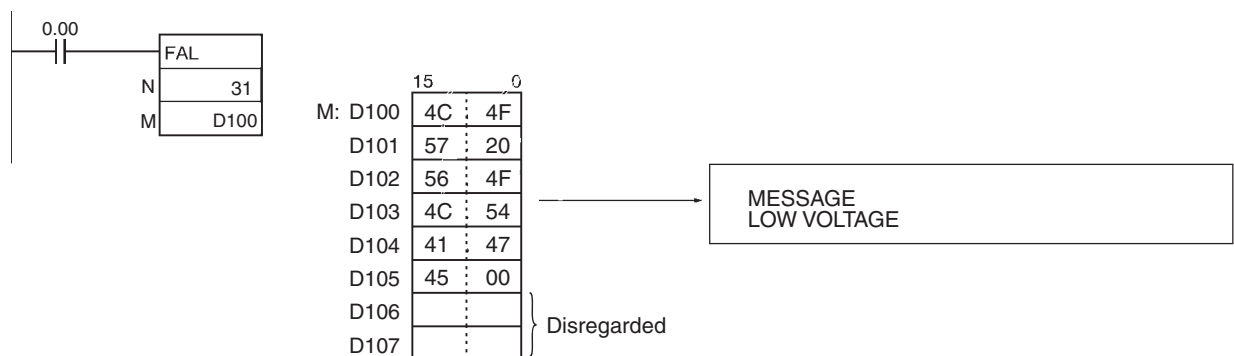 0.00
FAL
N 31
M D100
15 0
M: D100 4C 4F
D101 57 20
D102 56 4F
D103 4C 54
D104 41 47
D105 45 00
D106
D107
Disregarded
MESSAGE
LOW VOLTAGE